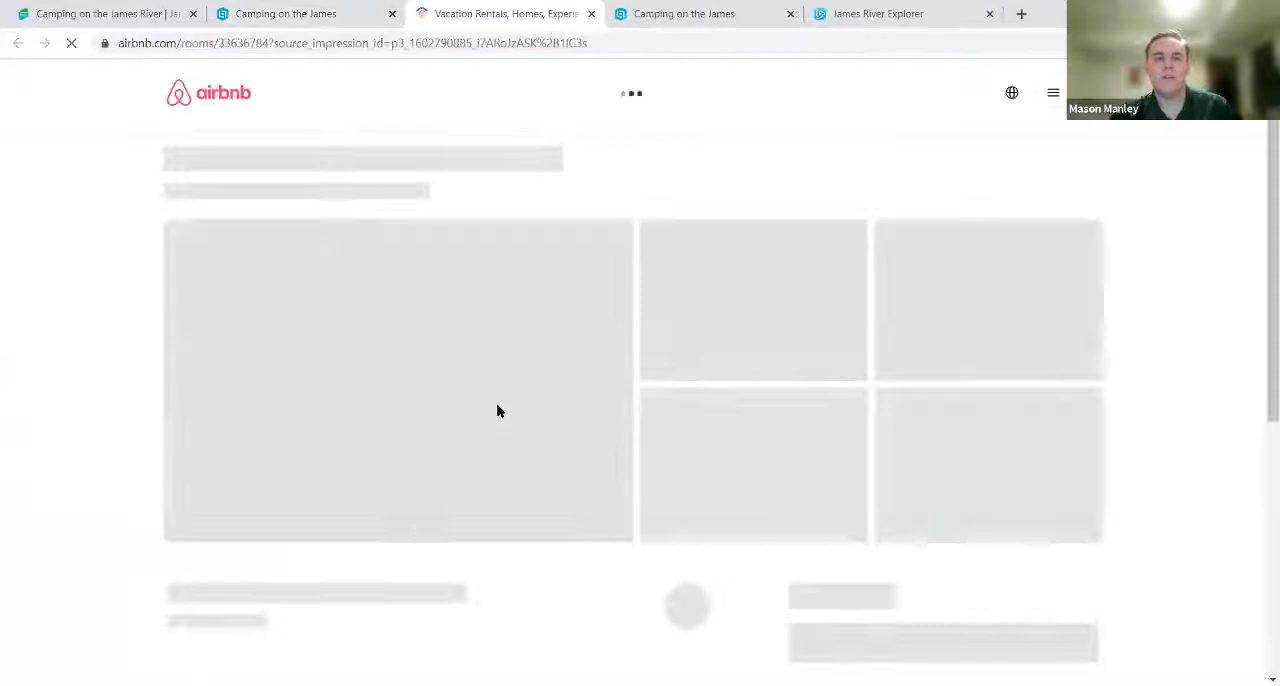 Camping on the James River | Ja
Camping on the James
Vacation Rentals, Homes, Experie
Camping on the James
James River Explorer
airbnb.com/rooms/33636784?source_impression_id=p3_1602790885_i7ARoJzASK%2B1IC3s
airbnb
Mason Manley